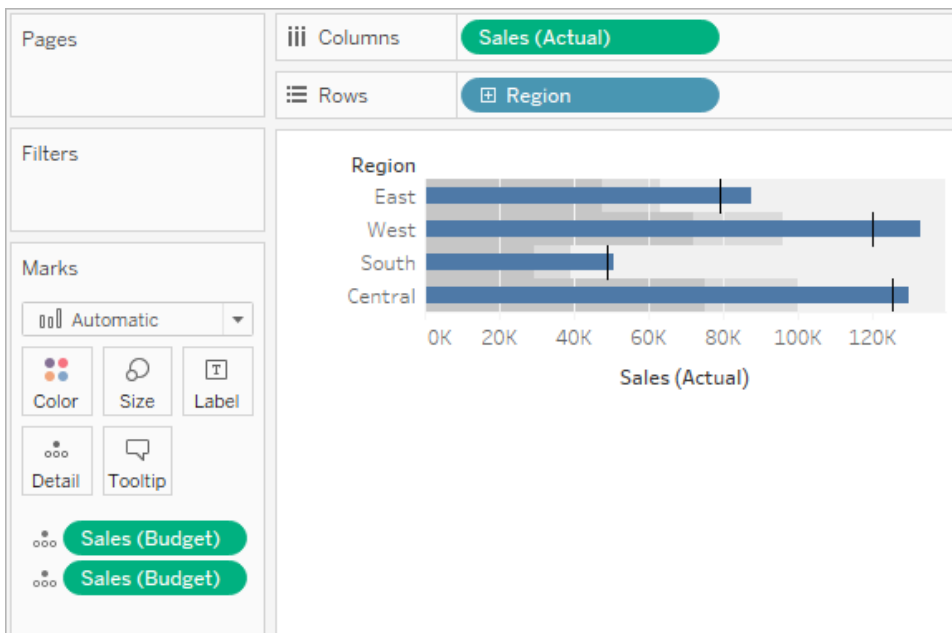 Pages
Columns
Sales (Actual)
Rows
Region
Filters
Marks
Automatic
Color
Size
T
Label
Detail
Tooltip
Sales (Budget)
Sales (Budget)
Region
East
West
South
Central
0K 20K 40K 60K 80K 100K 120K
Sales (Actual)